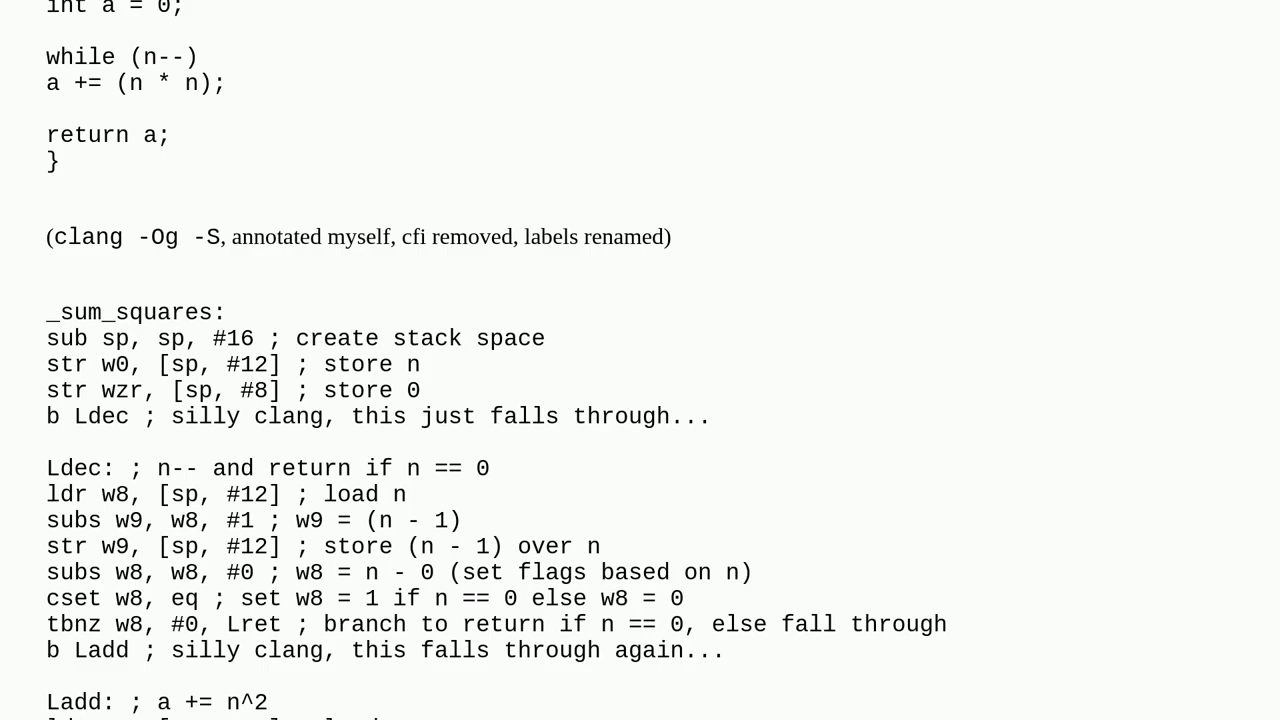 int a = 0;
while (n--)
a += (n * n);
return a;
}
(clang -Og -S, annotated myself, cfi removed, labels renamed)
_sum_squares:
sub sp, sp, #16 ; create stack space
str w0, [sp, #12] ; store n
str wzr, [sp, #8] ; store 0
b Ldec ; silly clang, this just falls through...
Ldec: ; n-- and return if n == 0
ldr w8, [sp, #12] ; load n
subs w9, w8, #1 ; w9 = (n - 1)
str w9, [sp, #12] ; store (n - 1) over n
subs w8, w8, #0 ; w8 = n - 0 (set flags based on n)
cset w8, eq ; set w8 = 1 if n == 0 else w8 = 0
tbnz w8, #0, Lret ; branch to return if n == 0, else fall through
b Ladd ; silly clang, this falls through again...
Ladd: ; a += n^2